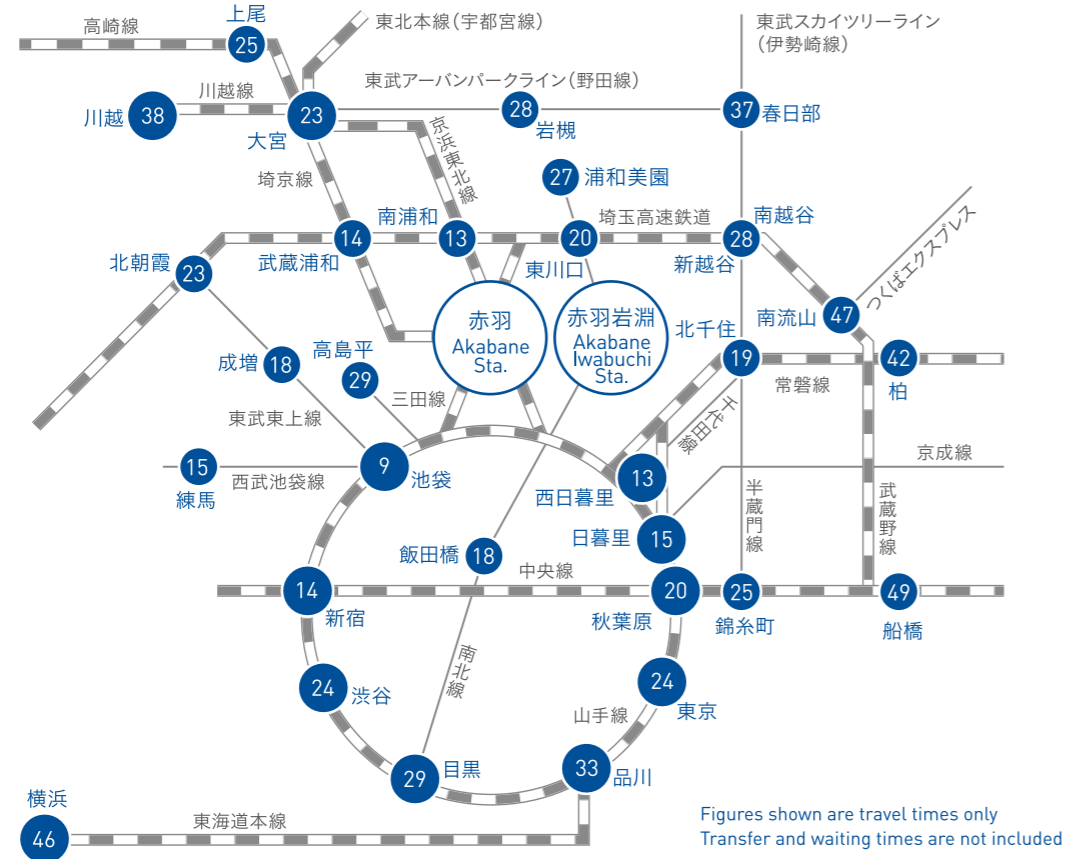 上尾
25
高崎線
東北本線(宇都宮線)
東武スカイツリーライン
(伊勢崎線)
川越線
川越
38
23
大宮
東武アーバンパークライン(野田線)
28
岩槻
37
春日部
京浜東北線
埼京線
27
浦和美園
南浦和
埼玉高速鉄道
南越谷
14
武蔵浦和
13
20
東川口
28
新越谷
つくばエクスプレス
北朝霞
23
赤羽
Akabane
Sta.
赤羽岩淵
Akabane
Iwabuchi
Sta.
南流山
47
北千住
19
常磐線
42
柏
成増
18
高島平
29
三田線
千代田線
東武東上線
15
練馬
西武池袋線
9
池袋
西日暮里
13
京成線
半蔵門線
武蔵野線
日暮里
15
飯田橋
18
中央線
14
新宿
20
秋葉原
25
錦糸町
49
船橋
南北線
24
渋谷
24
東京
山手線
29
目黒
33
品川
横浜
46
東海道本線
Figures shown are travel times only
Transfer and waiting times are not included